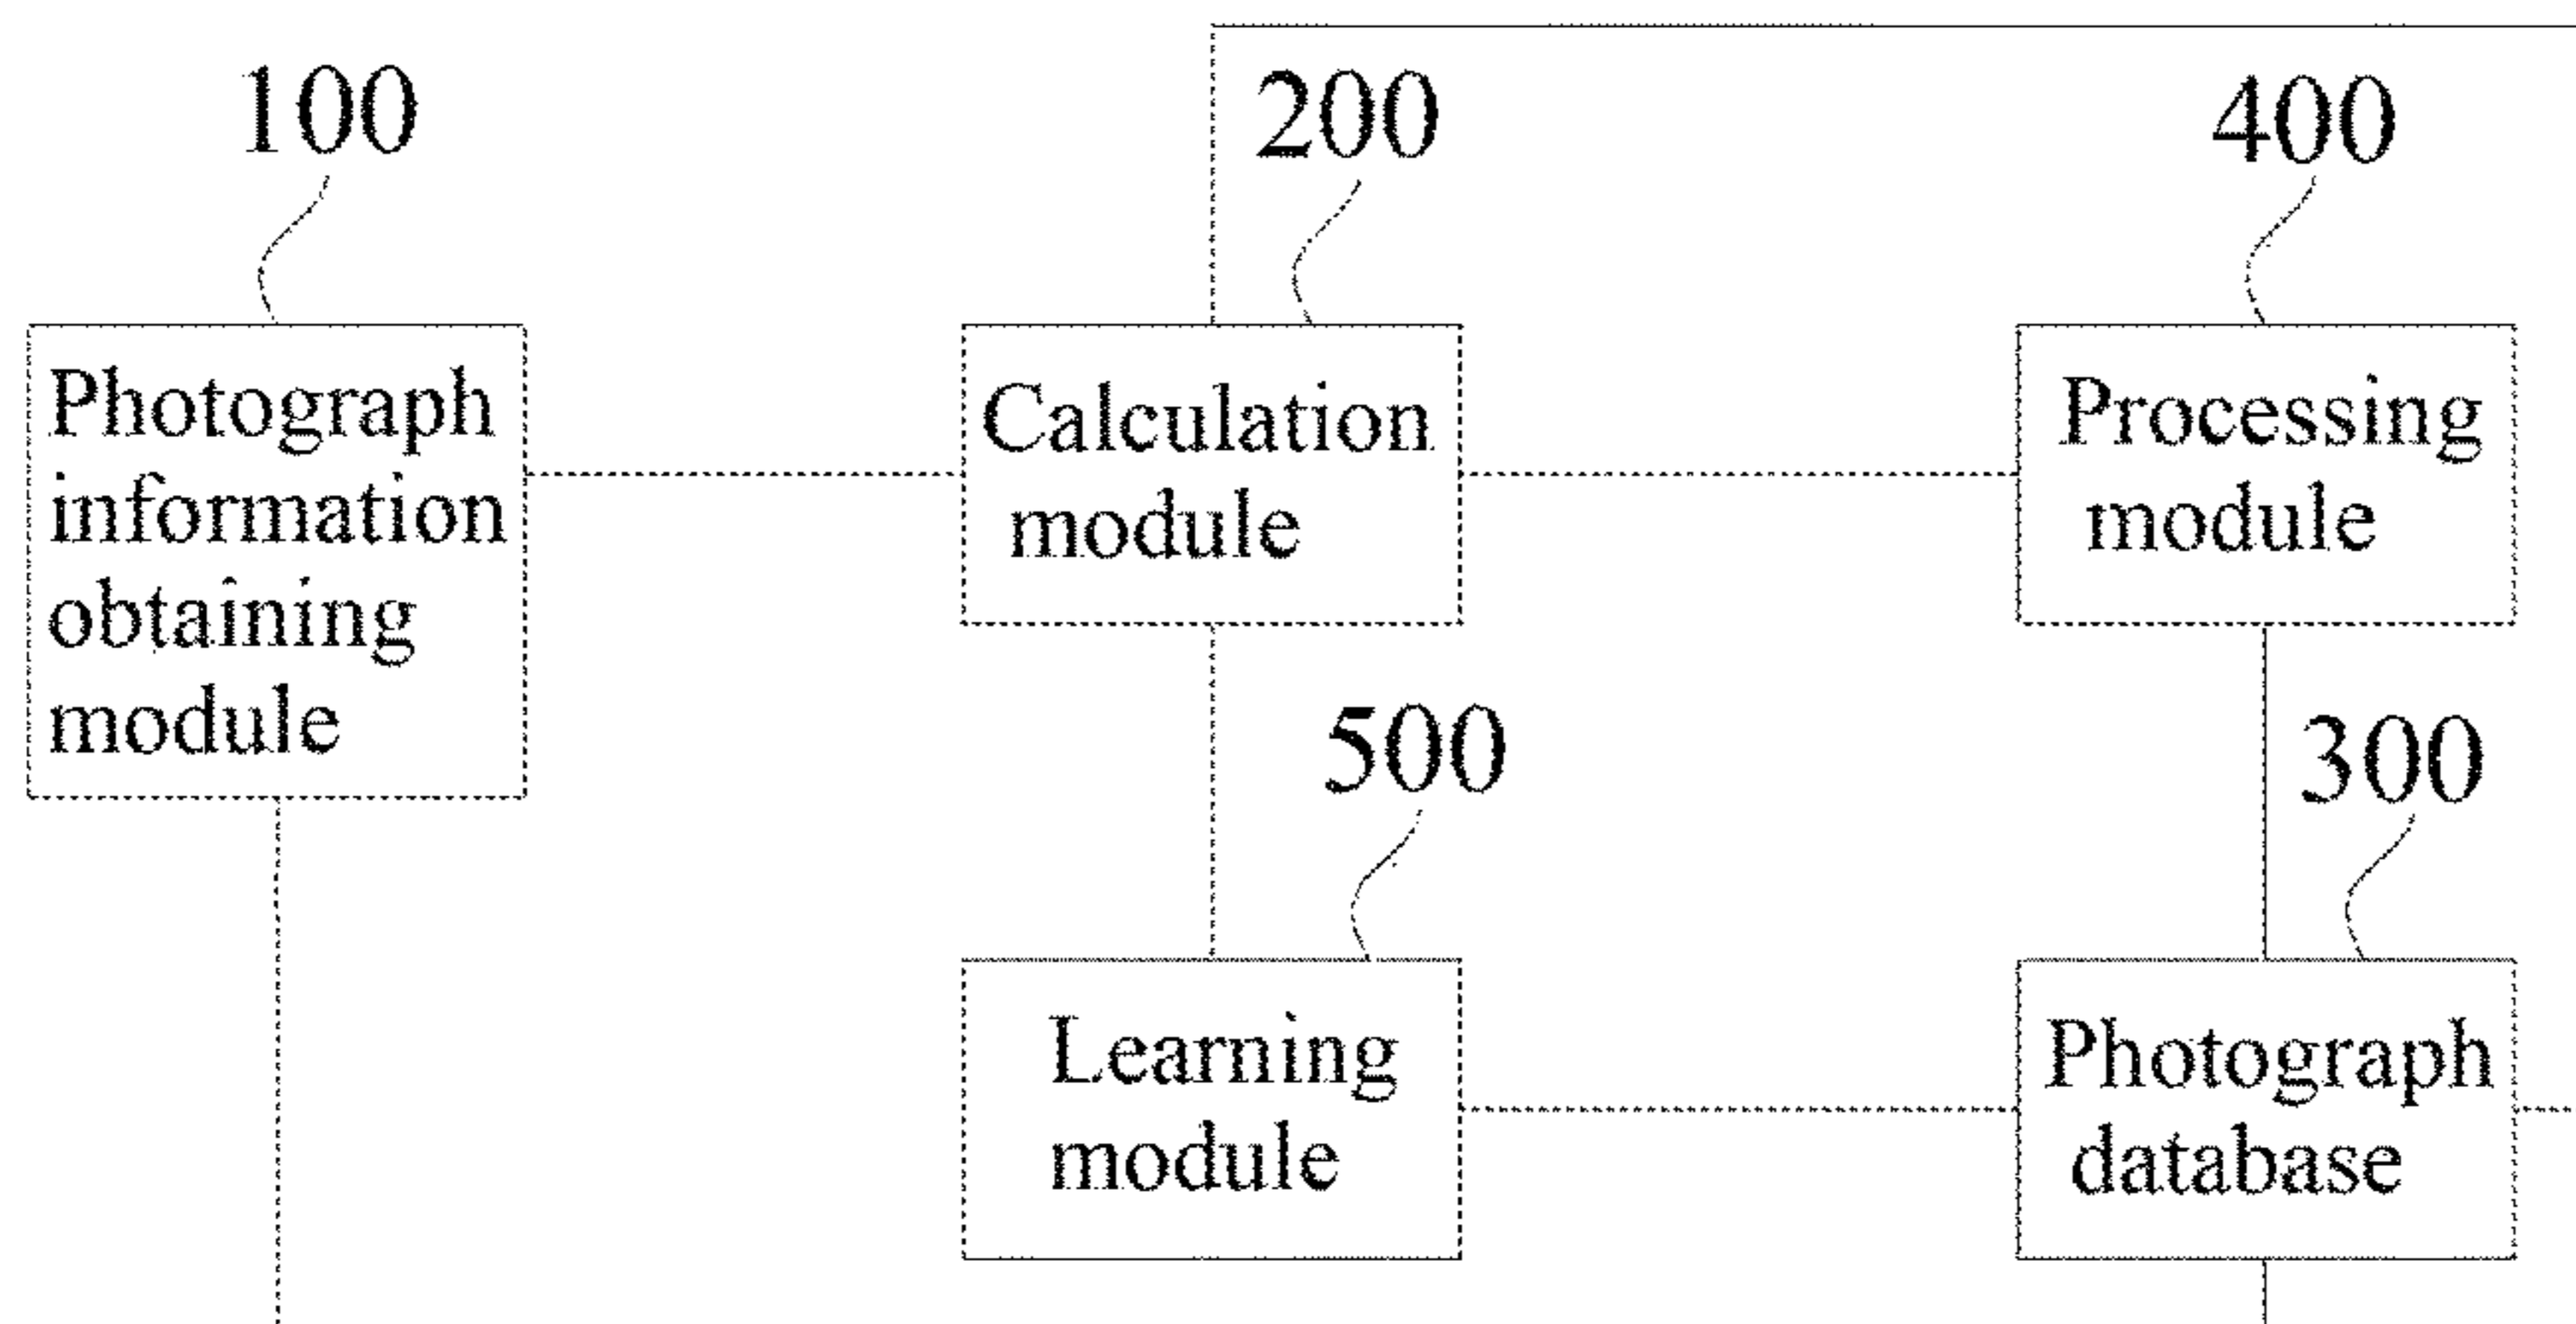 100
200
400
Photograph
information
obtaining
module
Calculation
module
Processing
module
500
300
Learning
module
Photograph
database